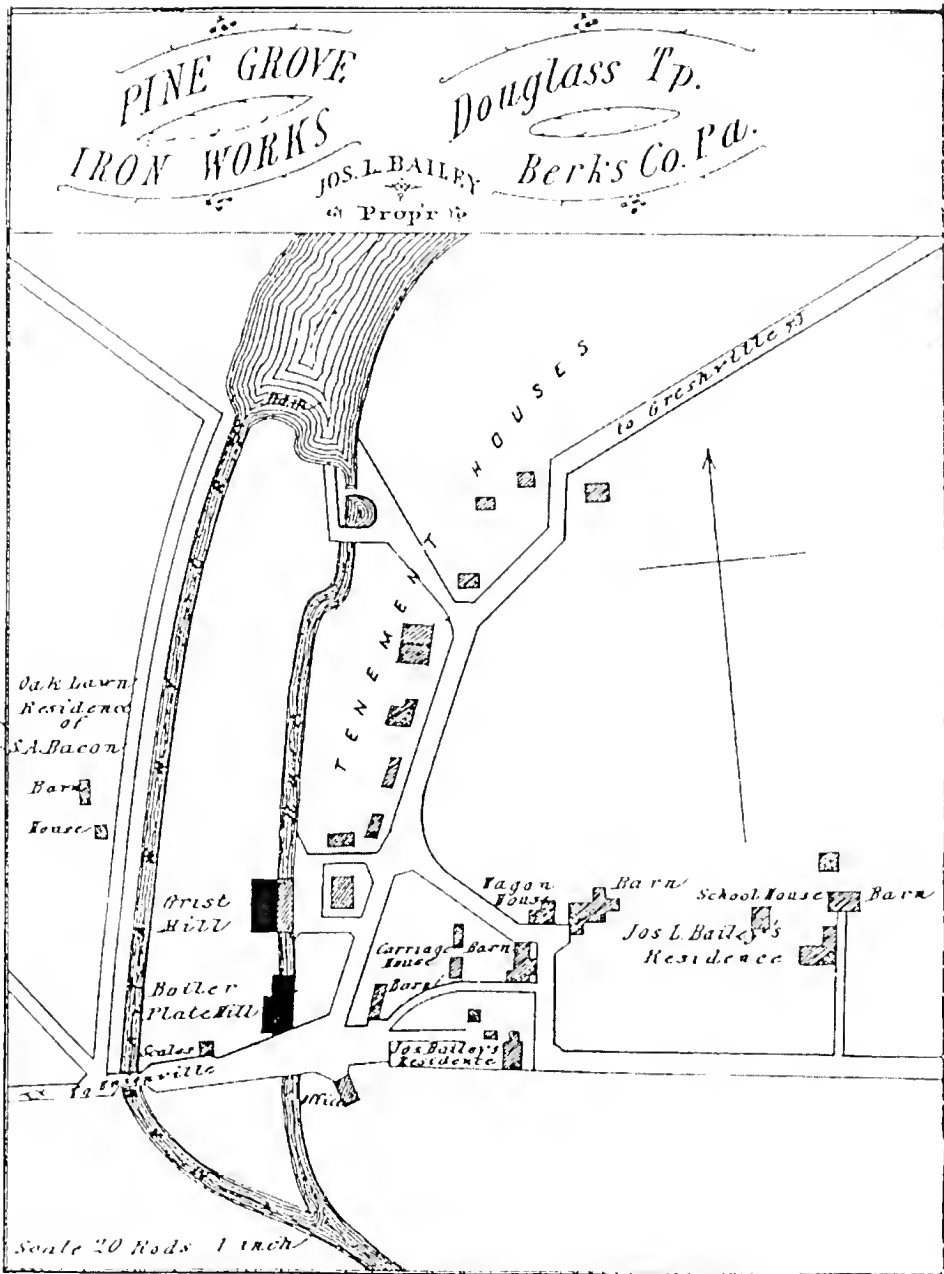 PINE GROVE
IRON WORKS
JOS. L. BAILEY
Prop'r
Douglass Tp.
Berks Co. Pa.
to Greshville
TENEMENT HOUSES
Oak Lawn
Residence
of
S.A. Bacon
Barn
House
Grist
Mill
Boiler
Plate Mill
Scales
To
Office
Wagon
House
Barn
School House
Barn
Jos L. Bailey's
Residence
Carriage
House
Barn
Barn
Jos. Bailey's
Residence
Scale 20 Rods 1 inch